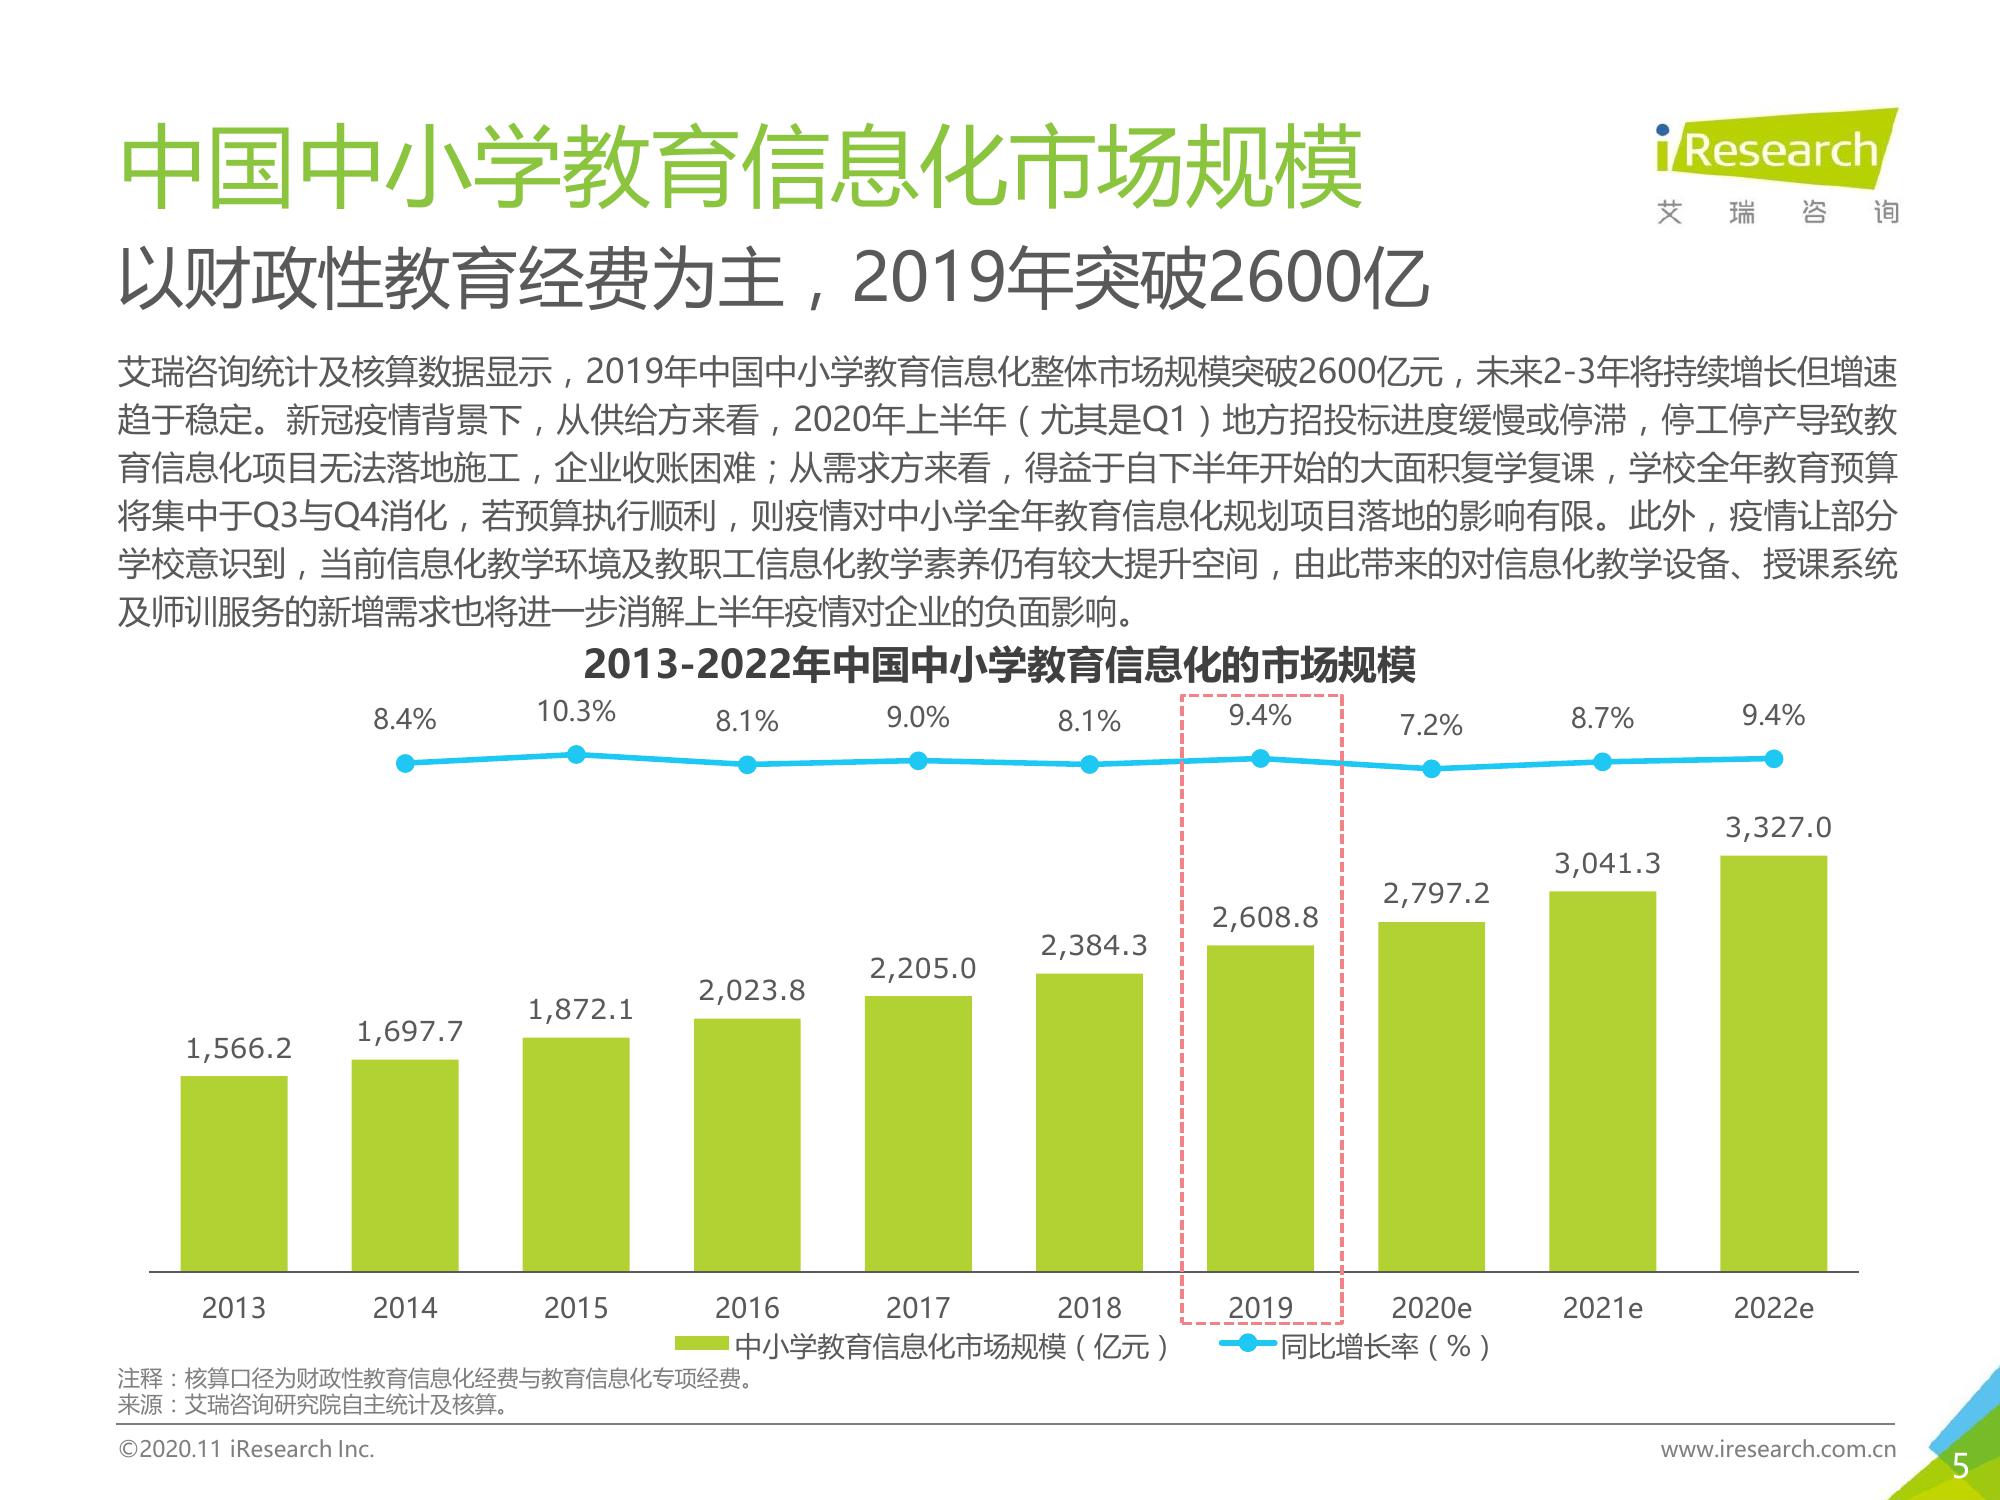 中国中小学教育信息化市场规模
iResearch
艾瑞咨询
以财政性教育经费为主，2019年突破2600亿
艾瑞咨询统计及核算数据显示，2019年中国中小学教育信息化整体市场规模突破2600亿元，未来2-3年将持续增长但增速
趋于稳定。新冠疫情背景下，从供给方来看，2020年上半年（尤其是Q1）地方招投标进度缓慢或停滞，停工停产导致教
育信息化项目无法落地施工，企业收账困难；从需求方来看，得益于自下半年开始的大面积复学复课，学校全年教育预算
将集中于Q3与Q4消化，若预算执行顺利，则疫情对中小学全年教育信息化规划项目落地的影响有限。此外，疫情让部分
学校意识到，当前信息化教学环境及教职工信息化教学素养仍有较大提升空间，由此带来的对信息化教学设备、授课系统
及师训服务的新增需求也将进一步消解上半年疫情对企业的负面影响。
2013-2022年中国中小学教育信息化的市场规模
8.4% 10.3% 8.1% 9.0% 8.1% 9.4% 7.2% 8.7% 9.4%
1,566.2 1,697.7 1,872.1 2,023.8 2,205.0 2,384.3 2,608.8 2,797.2 3,041.3 3,327.0
2013 2014 2015 2016 2017 2018 2019 2020e 2021e 2022e
中小学教育信息化市场规模（亿元） 同比增长率（%）
注释：核算口径为财政性教育信息化经费与教育信息化专项经费。
来源：艾瑞咨询研究院自主统计及核算。
©2020.11 iResearch Inc. www.iresearch.com.cn
5